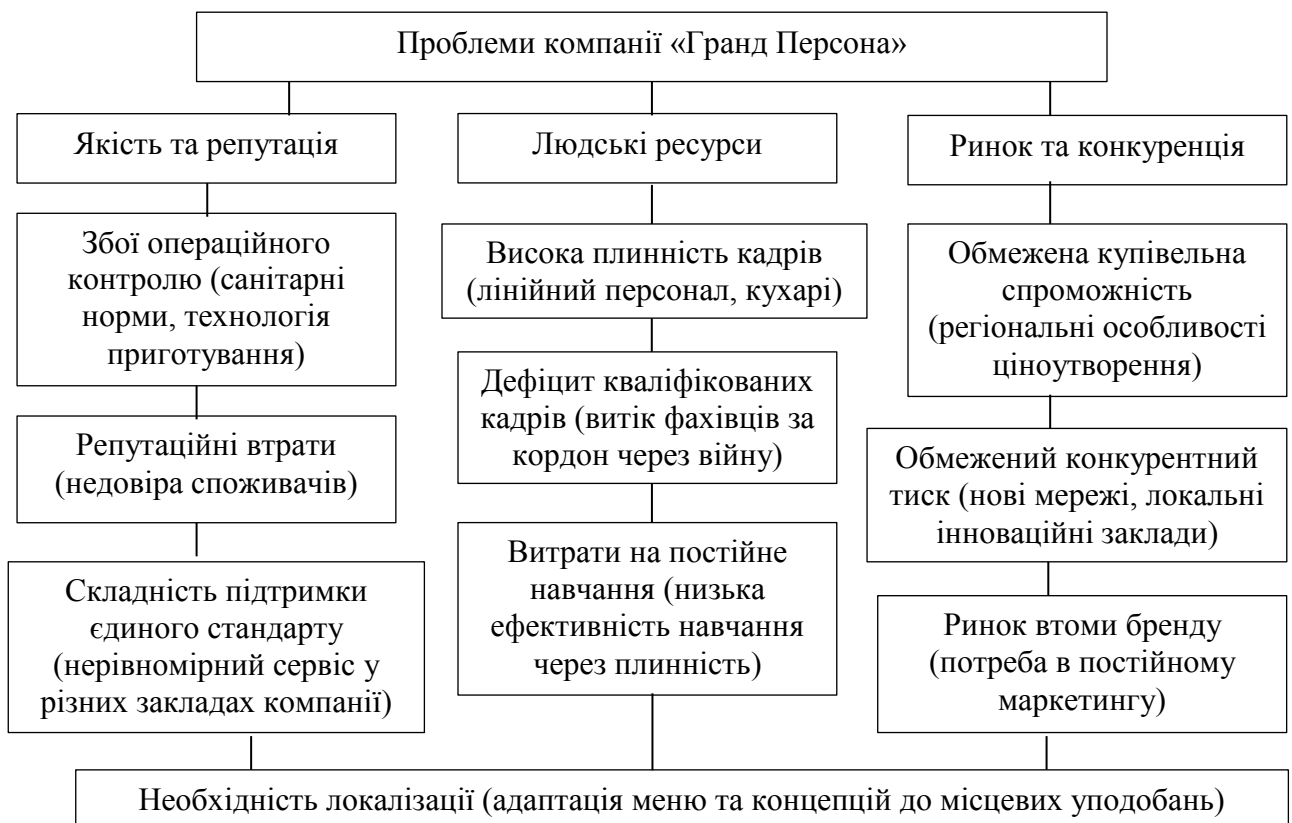 Проблеми компанії «Гранд Персона»
Якість та репутація
Збої операційного
контролю (санітарні
норми, технологія
приготування)
Репутаційні втрати
(недовіра споживачів)
Складність підтримки
єдиного стандарту
(нерівномірний сервіс у
різних закладах компанії)
Людські ресурси
Висока плинність кадрів
(лінійний персонал, кухарі)
Дефіцит кваліфікованих
кадрів (витік фахівців за
кордон через війну)
Витрати на постійне
навчання (низька
ефективність навчання
через плинність)
Ринок та конкуренція
Обмежена купівельна
спроможність
(регіональні особливості
ціноутворення)
Обмежений конкурентний
тиск (нові мережі, локальні
інноваційні заклади)
Ринок втоми бренду
(потреба в постійному
маркетингу)
Необхідність локалізації (адаптація меню та концепцій до місцевих уподобань)